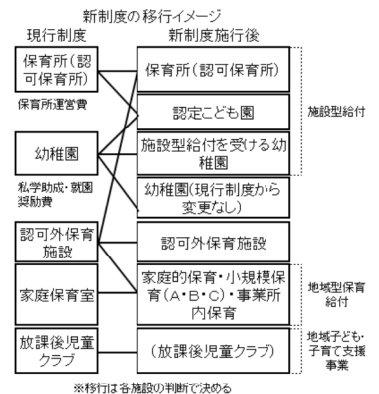 新制度の移行イメージ
現行制度
新制度施行後
保育所(認
可保育所)
保育所運営費
幼稚園
私学助成・就園
奨励費
認可外保育
施設
家庭保育室
放課後児童
クラブ
保育所(認可保育所)
認定こども園
施設型給付を受ける幼
稚園
幼稚園(現行制度から
変更なし)
認可外保育施設
家庭的保育・小規模保
育(A・B・C)・事業所
内保育
(放課後児童クラブ)
施設型給付
地域型保育
給付
地域子ども・
子育て支援
事業
※移行は各施設の判断で決める